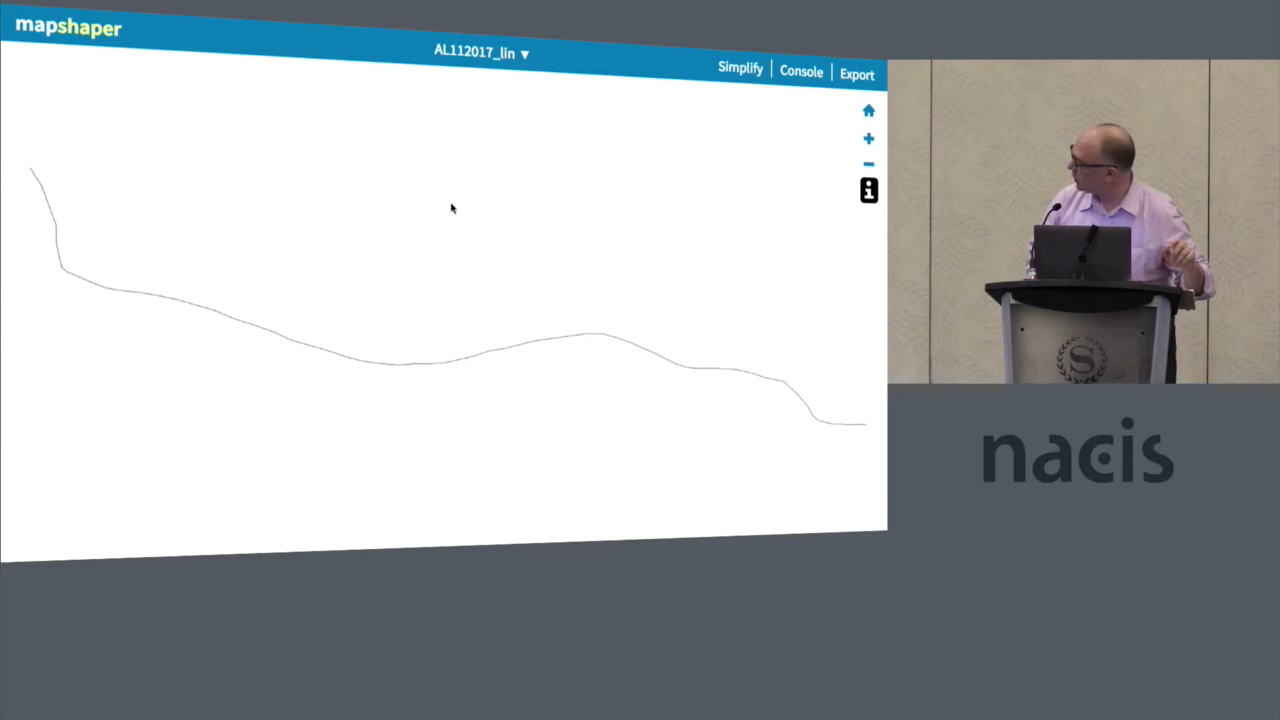 mapshaper
AL112017_lin ▼
Simplify | Console | Export
S
nacis